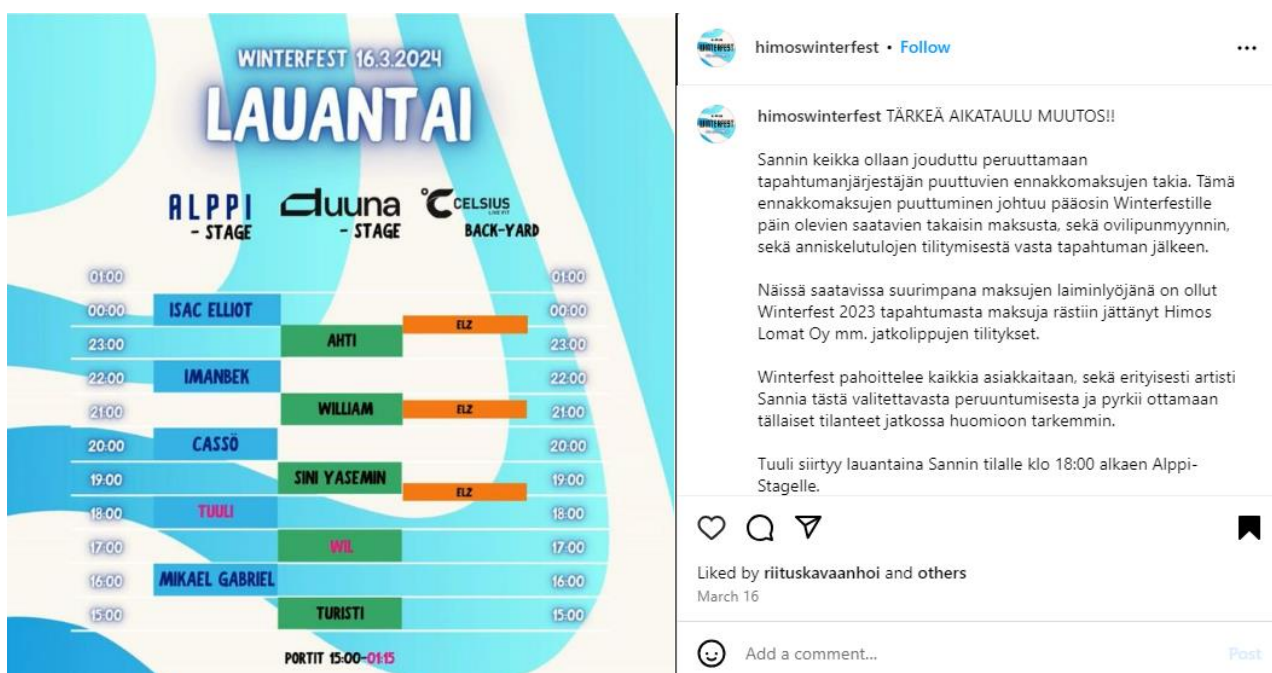 WINTERFEST 16.3.2024
LAUANTAI
ALPPI
- STAGE
duuna
- STAGE
°C CELSIUS
LIVE FIT
BACK-YARD
01:00 01:00
00:00 ISAC ELLIOT 00:00
ELZ
23:00 AHTI 23:00
22:00 IMANBEK 22:00
21:00 WILLIAM ELZ 21:00
20:00 CASSÖ 20:00
19:00 SINI YASEMIN 19:00
ELZ
18:00 TUULI 18:00
17:00 WIL 17:00
16:00 MIKAEL GABRIEL 16:00
15:00 TURISTI 15:00
PORTIT 15:00-01:15
himoswinterfest • Follow
himoswinterfest TÄRKEÄ AIKATAULU MUUTOS!!
Sannin keikka ollaan jouduttu peruuttamaan
tapahtumanjärjestäjän puuttuvien ennakkomaksujen takia. Tämä
ennakkomaksujen puuttuminen johtuu pääosin Winterfestille
päin olevien saatavien takaisin maksusta, sekä ovilipunmyynnin,
sekä anniskelutulojen tilitymisestä vasta tapahtuman jälkeen.
Näissä saatavissa suurimpana maksujen laiminlyöjänä on ollut
Winterfest 2023 tapahtumasta maksuja rästiin jättänyt Himos
Lomat Oy mm. jatkolippujen tilitykset.
Winterfest pahoittelee kaikkia asiakkaitaan, sekä erityisesti artisti
Sannia tästä valitettavasta peruuntumisesta ja pyrkii ottamaan
tällaiset tilanteet jatkossa huomioon tarkemmin.
Tuuli siirtyy lauantaina Sannin tilalle klo 18:00 alkaen Alppi-
Stagelle.
Liked by riituskavaanhoi and others
March 16
Add a comment... Post